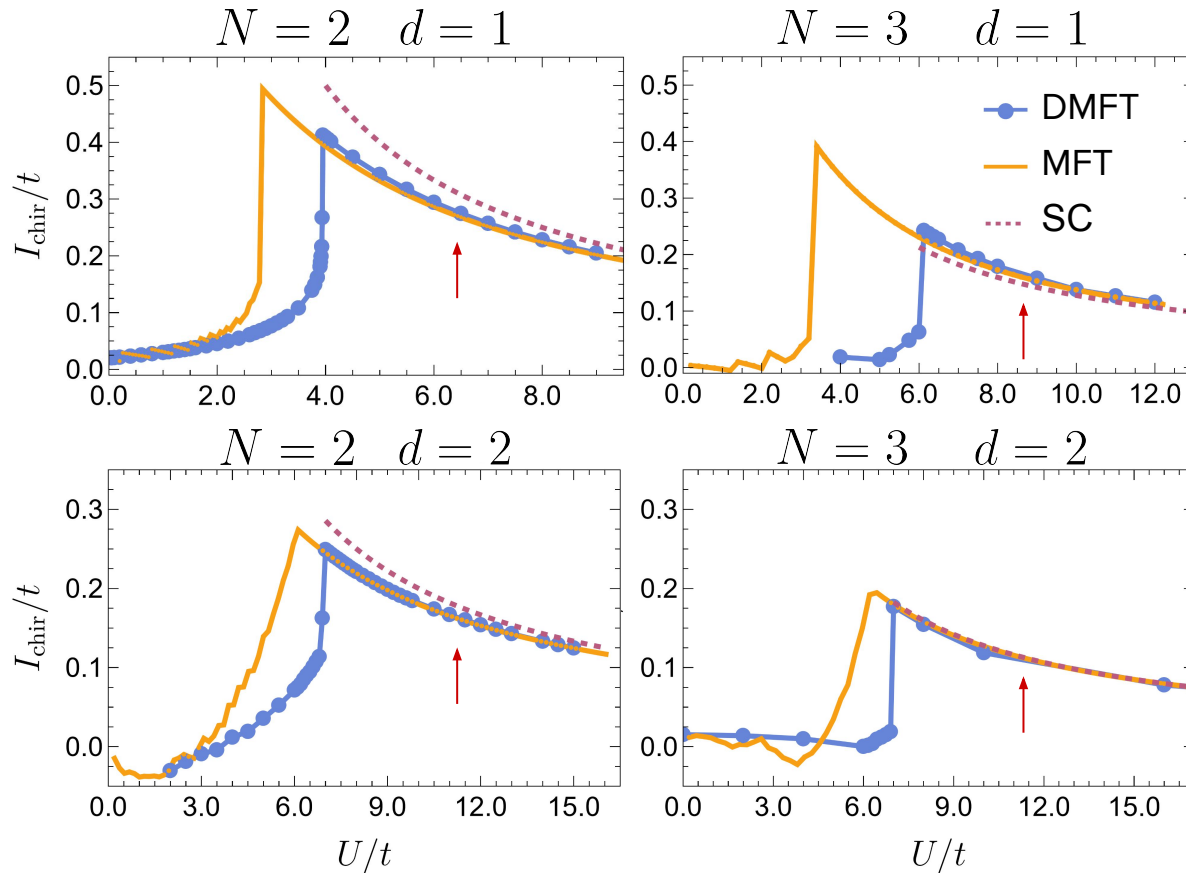 N = 2 d = 1
N = 3 d = 1
I_chir/t
0.5
0.4
0.3
0.2
0.1
0.0
0.0 2.0 4.0 6.0 8.0
DMFT
MFT
SC
0.0 2.0 4.0 6.0 8.0 10.0 12.0
N = 2 d = 2
N = 3 d = 2
I_chir/t
0.3
0.2
0.1
0.0
0.0 3.0 6.0 9.0 12.0 15.0
U/t
0.0 3.0 6.0 9.0 12.0 15.0
U/t